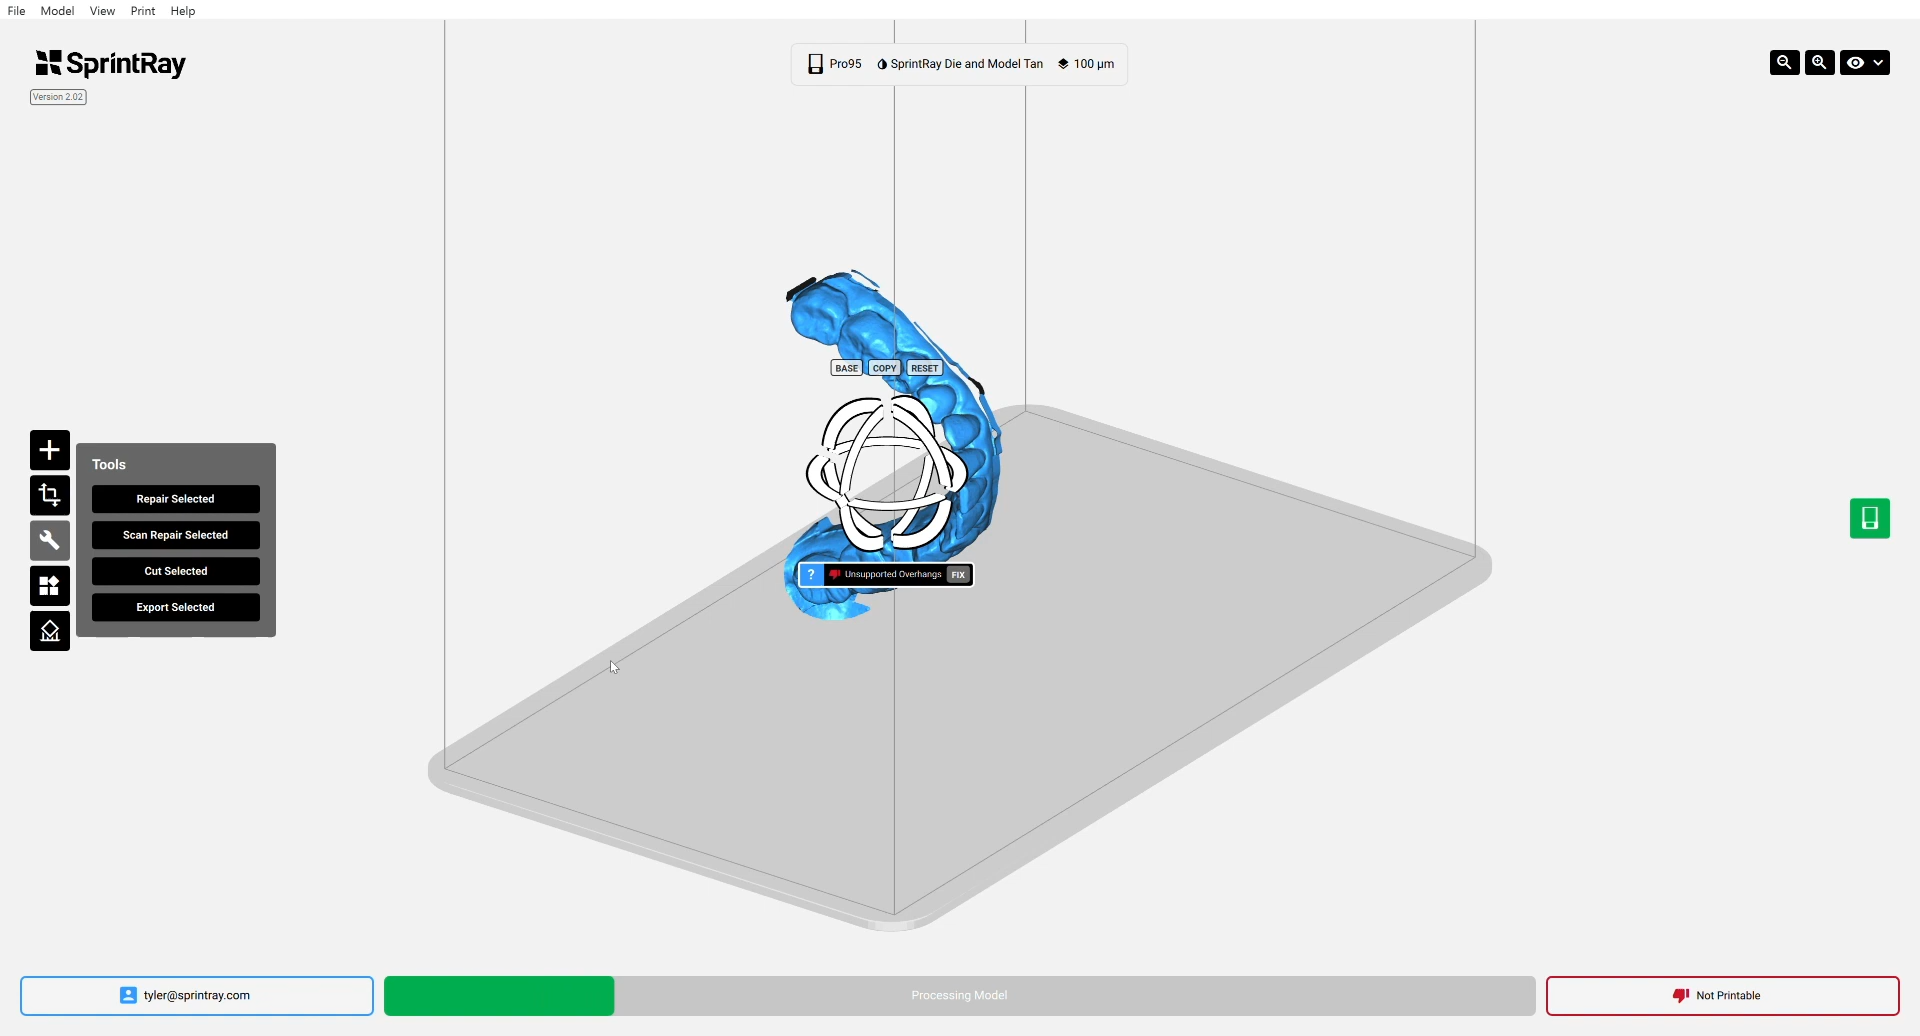 File Model View Print Help
SprintRay
Version 2.02
Pro95 SprintRay Die and Model Tan 100 µm
BASE COPY RESET
Tools
Repair Selected
Scan Repair Selected
Cut Selected
Export Selected
? Unsupported Overhangs FIX
tyler@sprintray.com
Processing Model
Not Printable